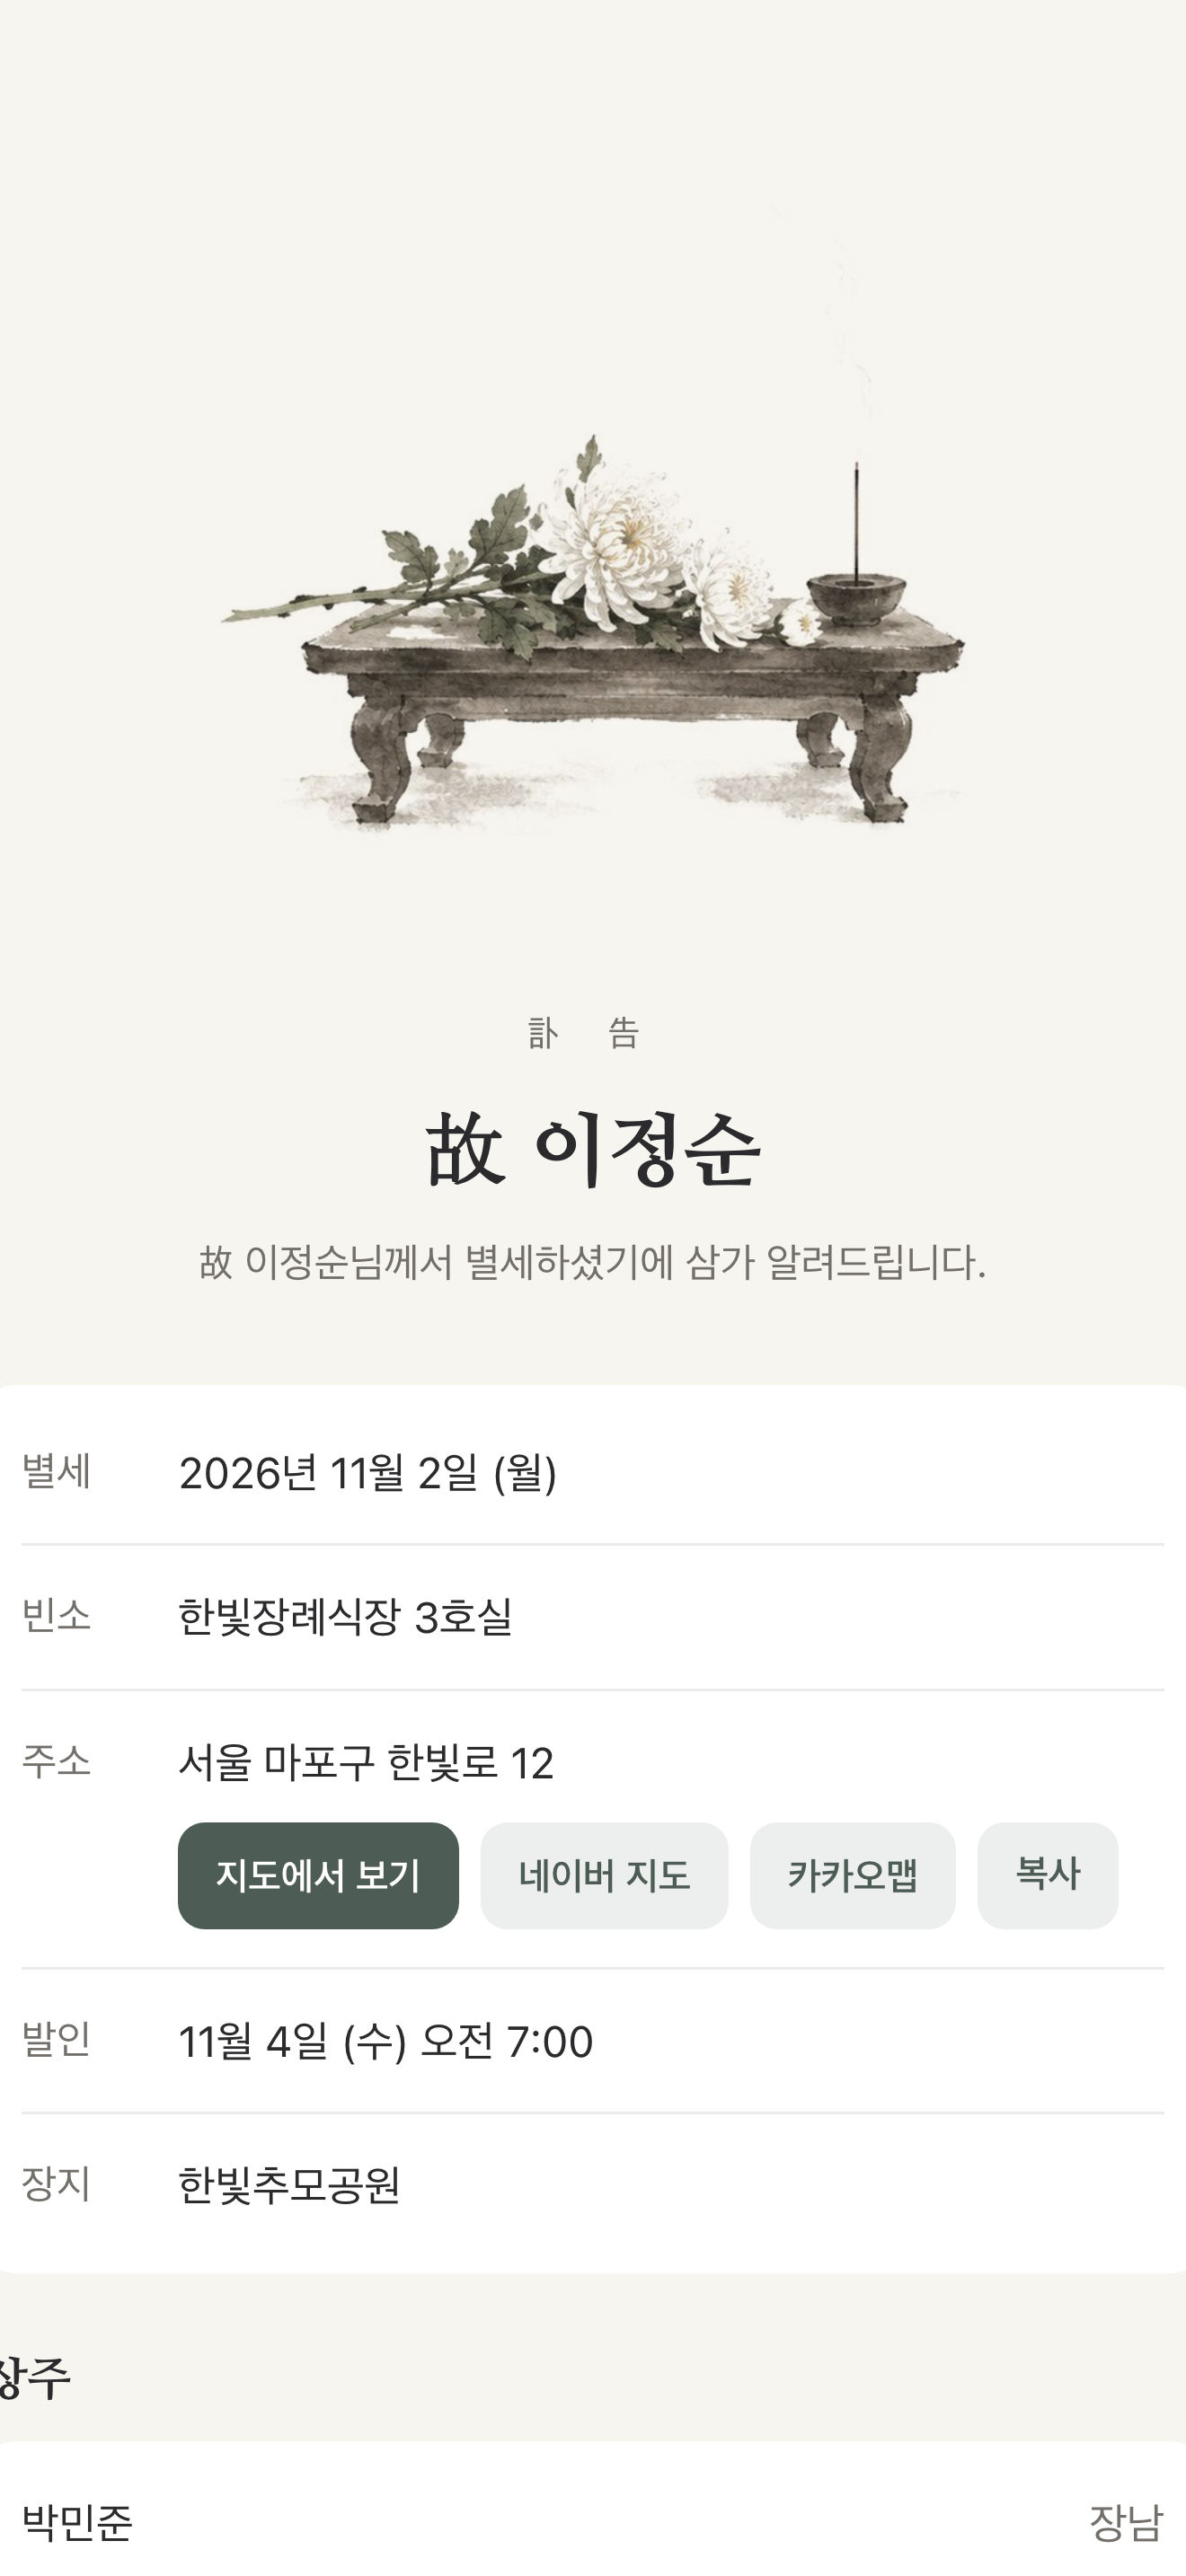 訃 告
故 이정순
故 이정순님께서 별세하셨기에 삼가 알려드립니다.
별세 2026년 11월 2일 (월)
빈소 한빛장례식장 3호실
주소 서울 마포구 한빛로 12
지도에서 보기 네이버 지도 카카오맵 복사
발인 11월 4일 (수) 오전 7:00
장지 한빛추모공원
상주
박민준 장남